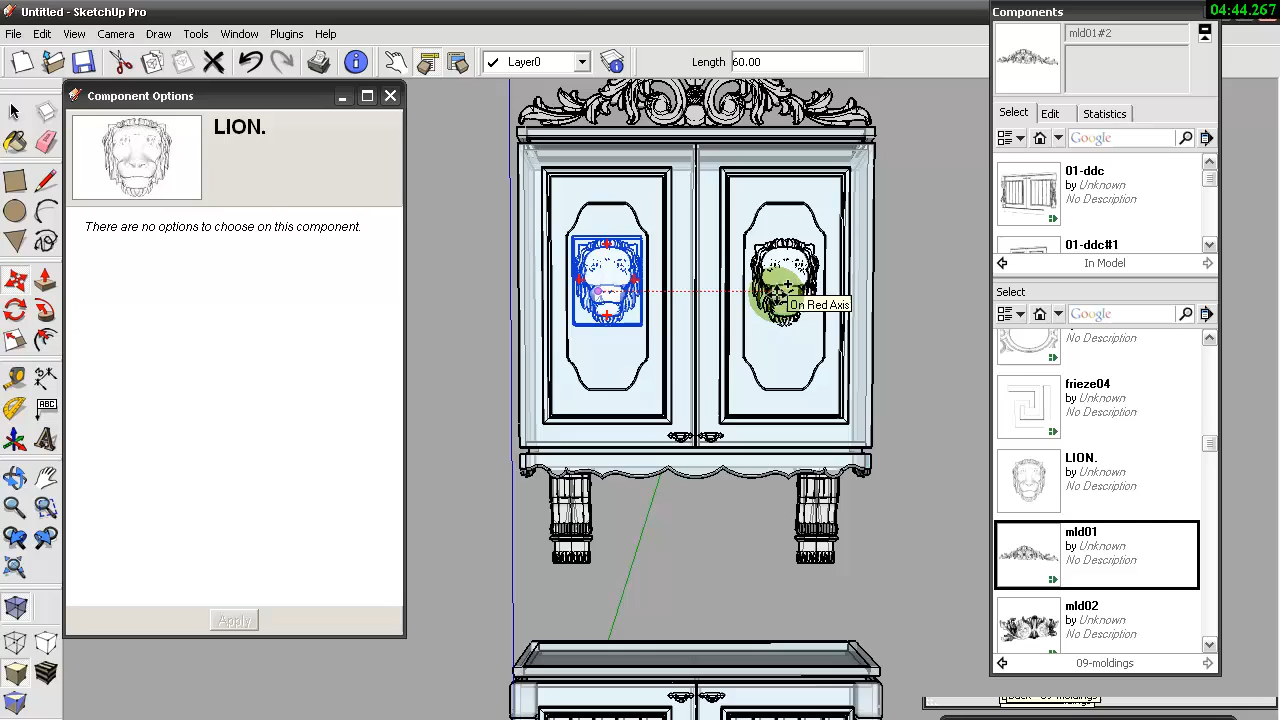 Untitled - SketchUp Pro
File Edit View Camera Draw Tools Window Plugins Help
Layer0
Length 60.00
Component Options
LION.
There are no options to choose on this component.
Apply
ABC
On Red Axis
04:44.267
Components
mld01#2
Select Edit Statistics
Google
01-ddc
by Unknown
No Description
01-ddc#1
In Model
Select
Google
No Description
frieze04
by Unknown
No Description
LION.
by Unknown
No Description
mld01
by Unknown
No Description
mld02
by Unknown
No Description
09-moldings